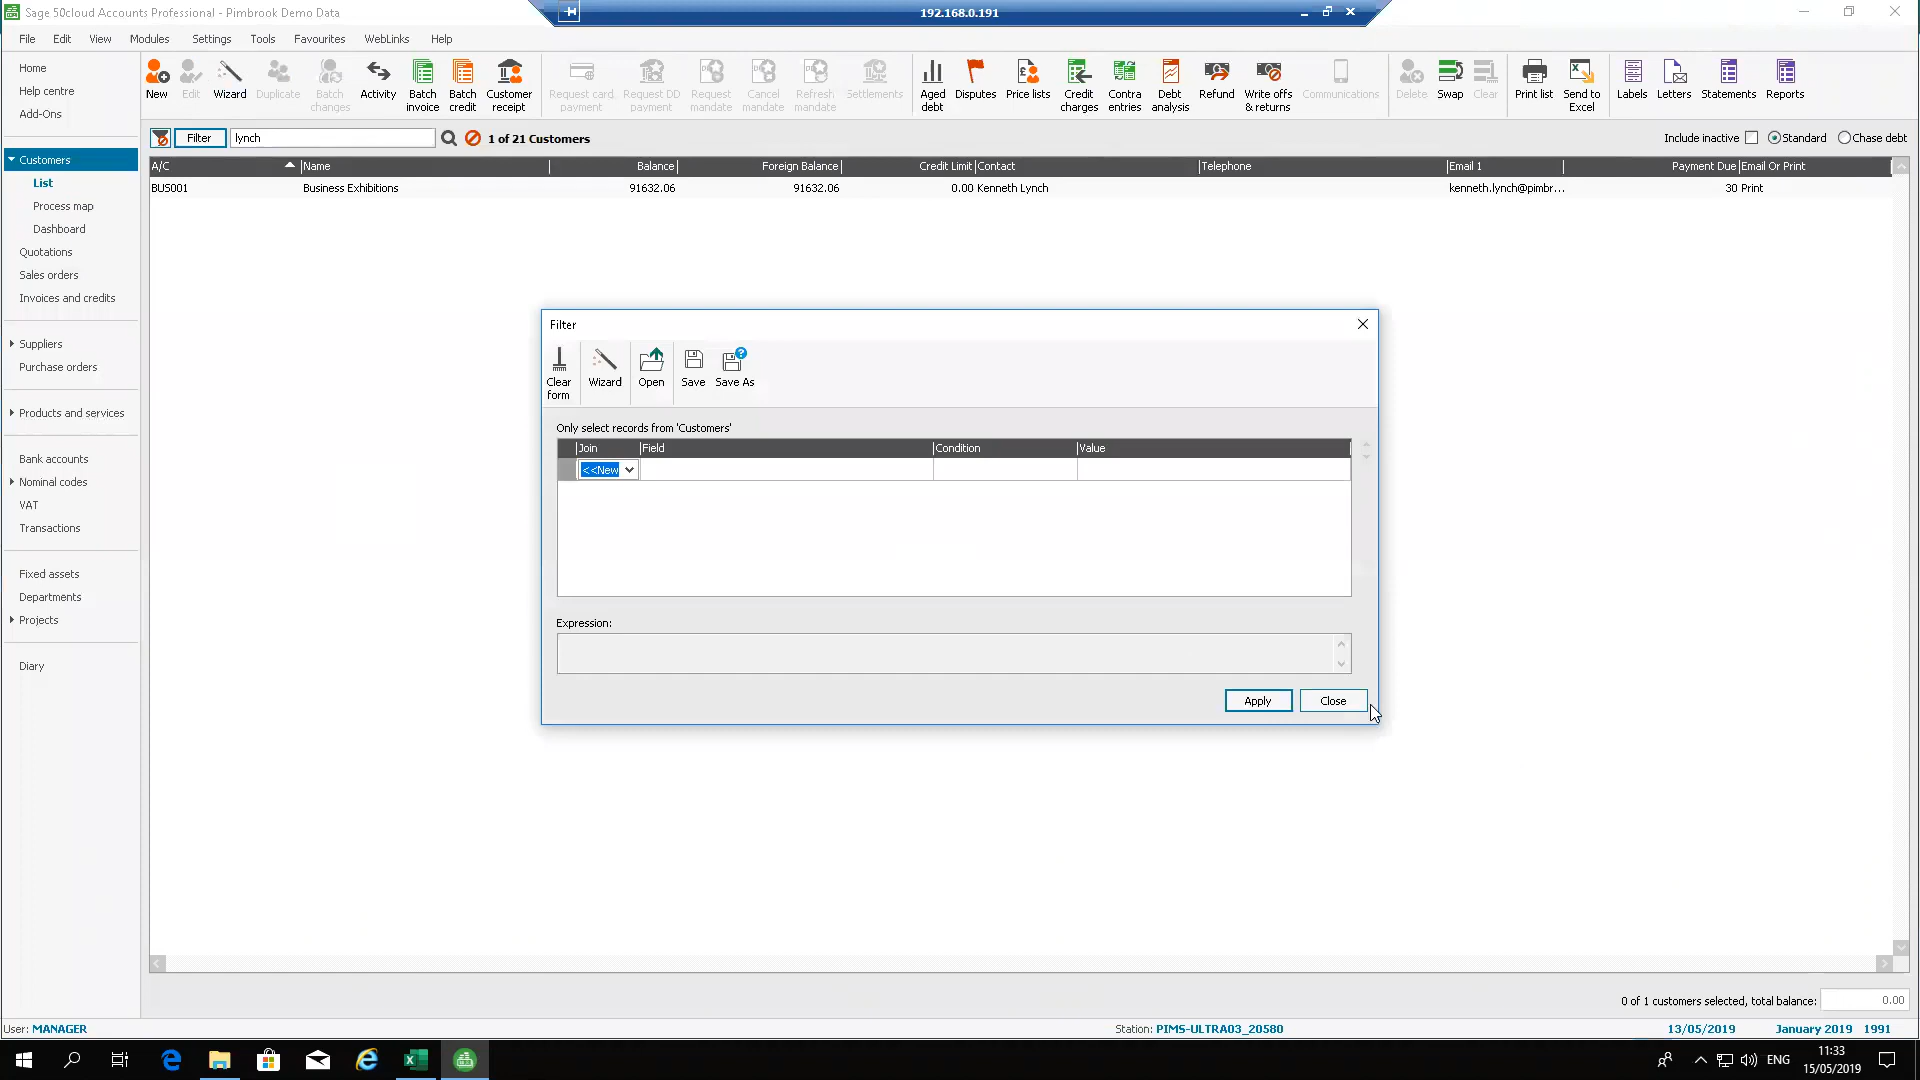 Sage 50cloud Accounts Professional - Pimbrook Demo Data
192.168.0.191
File Edit View Modules Settings Tools Favourites WebLinks Help
Home
Help centre
Add-Ons
Customers
List
Process map
Dashboard
Quotations
Sales orders
Invoices and credits
Suppliers
Purchase orders
Products and services
Bank accounts
Nominal codes
VAT
Transactions
Fixed assets
Departments
Projects
Diary
New
Edit
Wizard
Duplicate
Batch
changes
Activity
Batch
invoice
Batch
credit
Customer
receipt
Request card
payment
Request DD
payment
Request
mandate
Cancel
mandate
Refresh
mandate
Settlements
Aged
debt
Disputes
Price lists
Credit
charges
Contra
entries
Debt
analysis
Refund
Write offs
& returns
Communications
Delete
Swap
Clear
Print list
Send to
Excel
Labels
Letters
Statements
Reports
Filter lynch 1 of 21 Customers Include inactive Standard Chase debt
A/C Name Balance Foreign Balance Credit Limit Contact Telephone Email 1 Payment Due Email Or Print
BUS001 Business Exhibitions 91632.06 91632.06 0.00 Kenneth Lynch kenneth.lynch@pimbr... 30 Print
Filter
Clear
form
Wizard
Open
Save
Save As
Only select records from 'Customers'
Join Field Condition Value
<<New
Expression:
Apply Close
0 of 1 customers selected, total balance: 0.00
User: MANAGER Station: PIMS-ULTRA03_20580 13/05/2019 January 2019 1991
ENG
11:33
15/05/2019